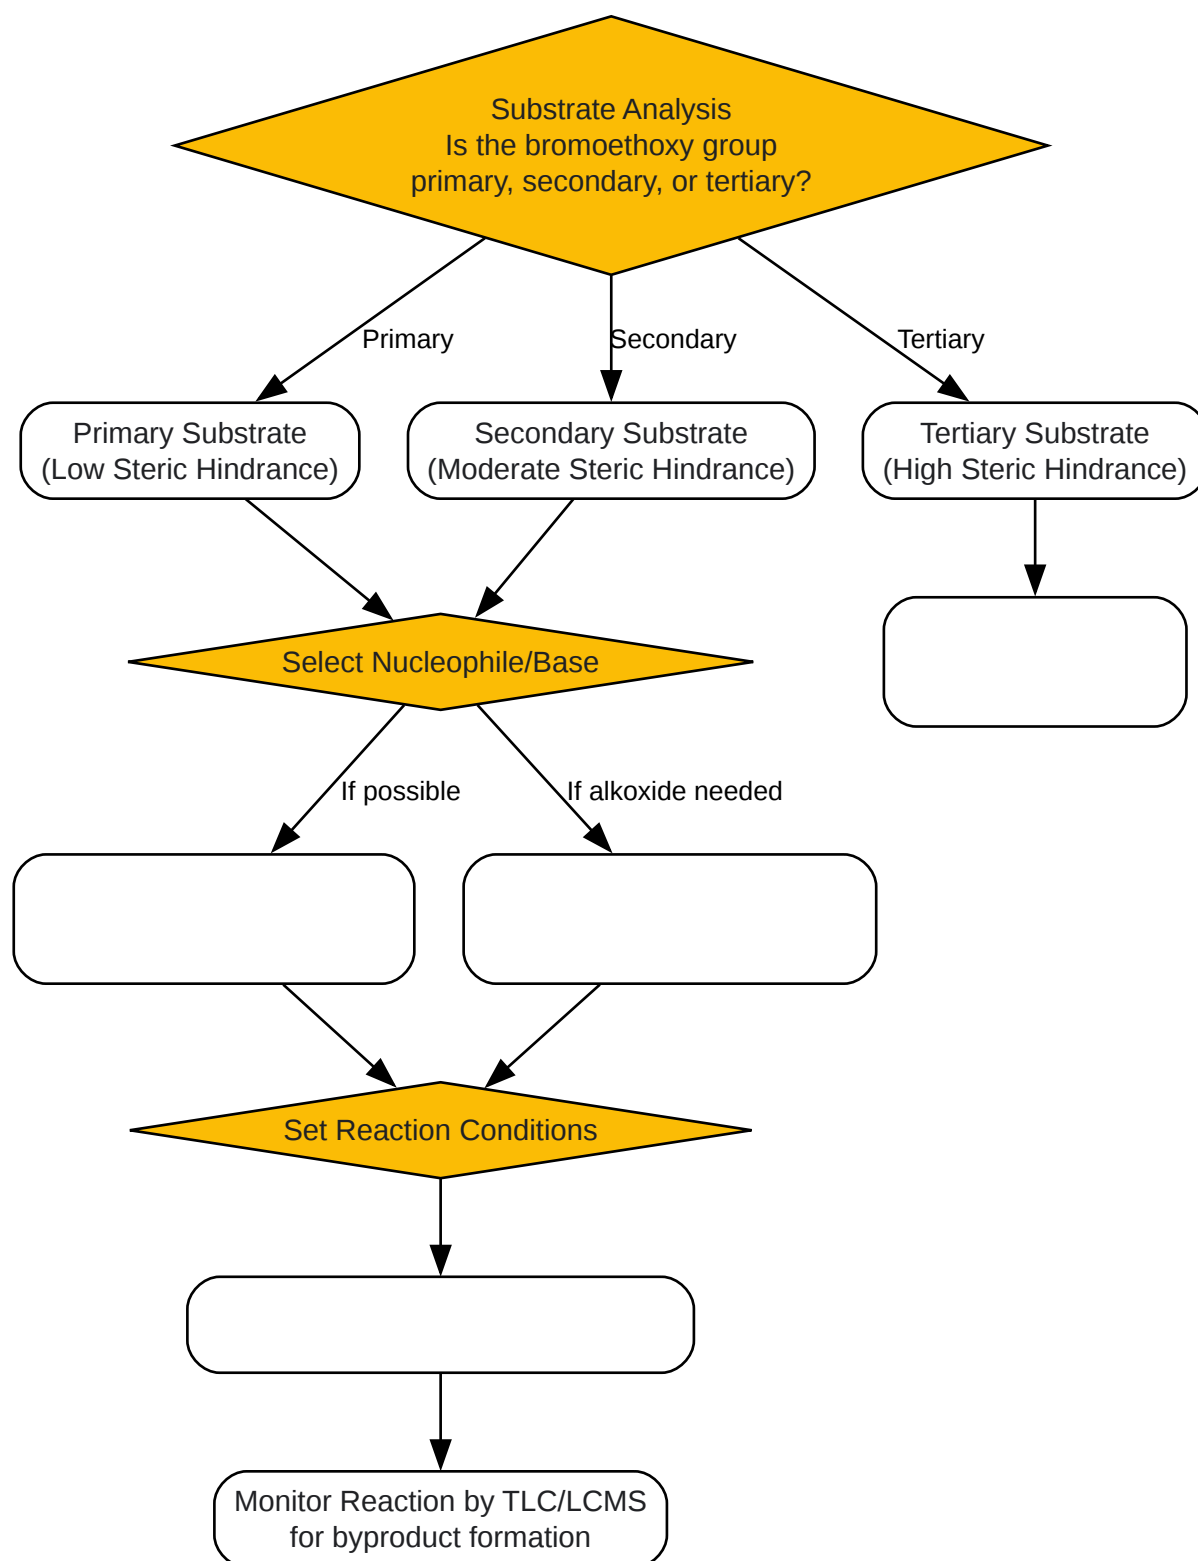 Substrate Analysis
Is the bromoethoxy group
primary, secondary, or tertiary?
Primary
Secondary
Tertiary
Primary Substrate
(Low Steric Hindrance)
Secondary Substrate
(Moderate Steric Hindrance)
Tertiary Substrate
(High Steric Hindrance)
Select Nucleophile/Base
If possible
If alkoxide needed
Set Reaction Conditions
Monitor Reaction by TLC/LCMS
for byproduct formation